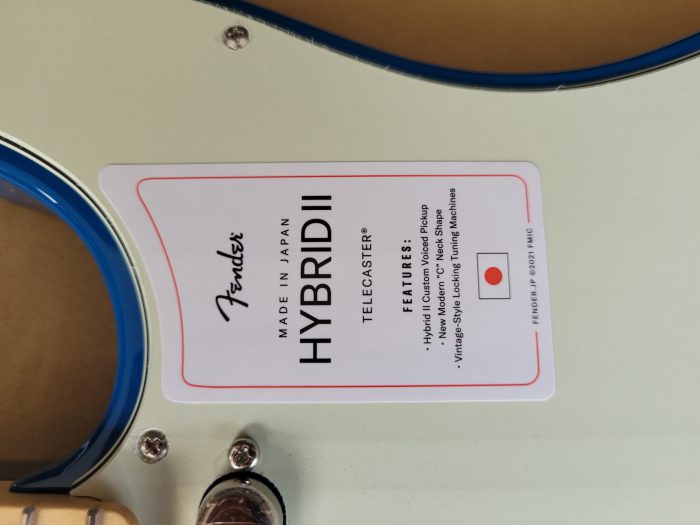 Fender
MADE IN JAPAN
HYBRID II
TELECASTER®
FEATURES:
· Hybrid II Custom Voiced Pickup
· New Modern "C" Neck Shape
· Vintage-Style Locking Tuning Machines
FENDER.JP ©2021 FMIC